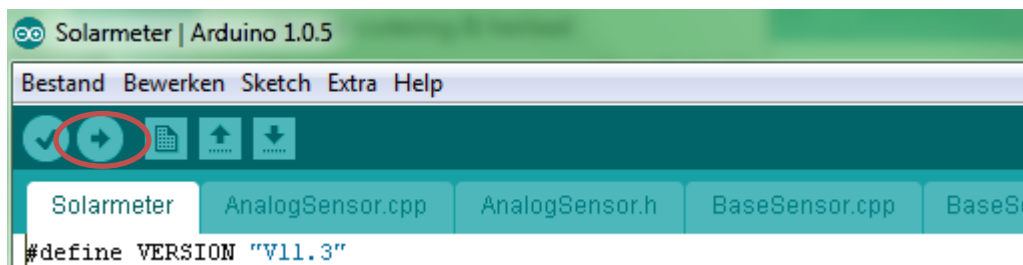 Solarmeter | Arduino 1.0.5
Bestand Bewerken Sketch Extra Help
Solarmeter AnalogSensor.cpp AnalogSensor.h BaseSensor.cpp BaseS
#define VERSION "V11.3"